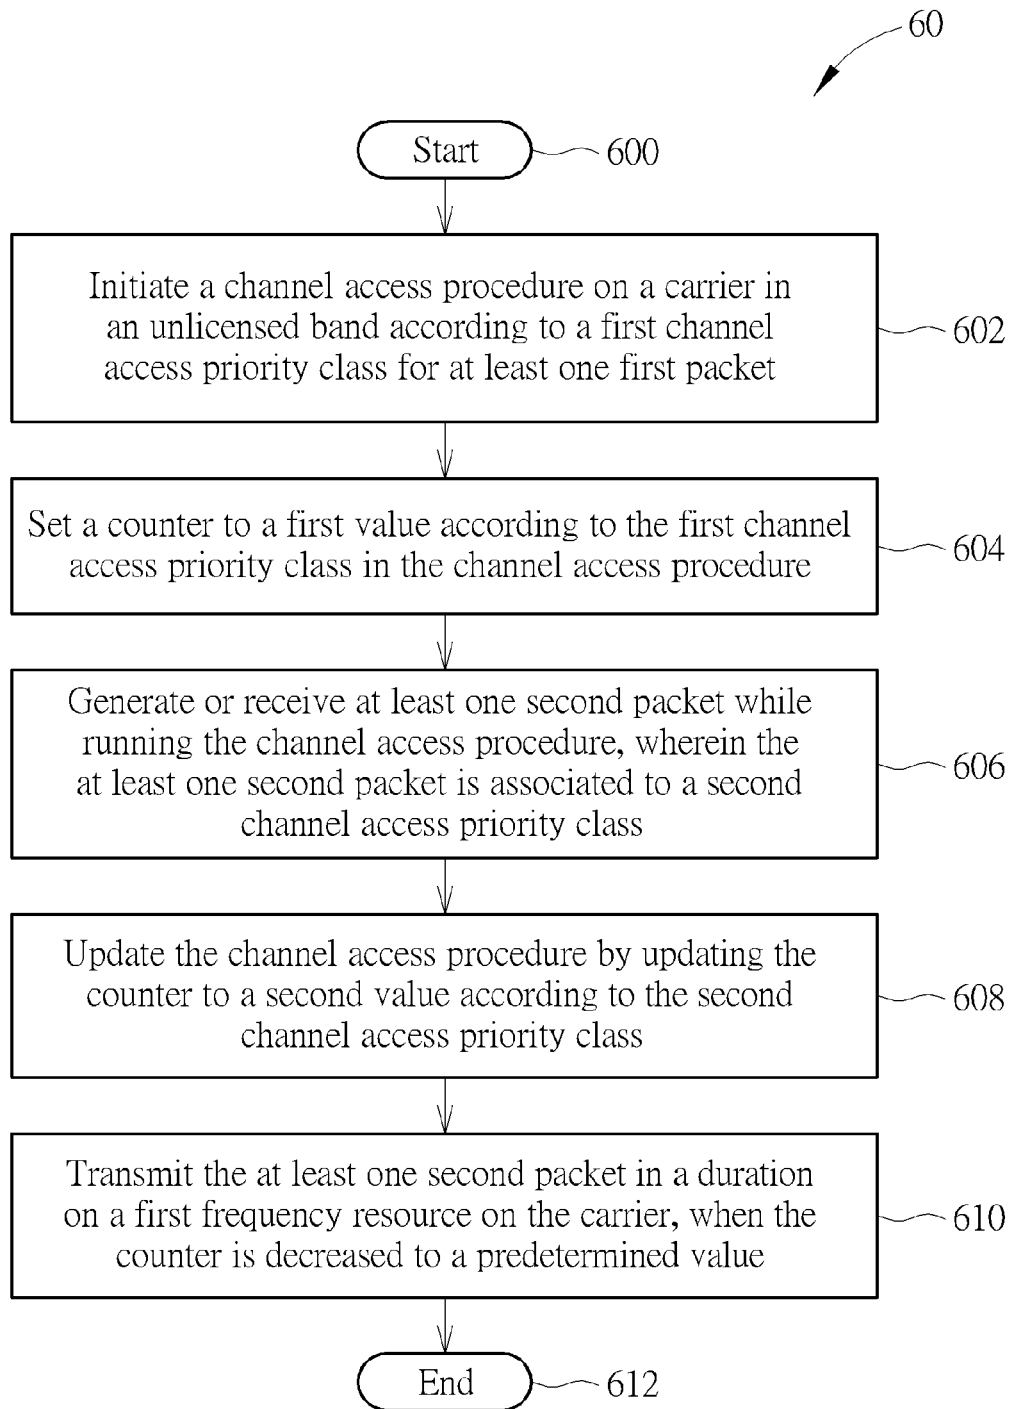 60
Start
600
Initiate a channel access procedure on a carrier in
an unlicensed band according to a first channel
access priority class for at least one first packet
602
Set a counter to a first value according to the first channel
access priority class in the channel access procedure
604
Generate or receive at least one second packet while
running the channel access procedure, wherein the
at least one second packet is associated to a second
channel access priority class
606
Update the channel access procedure by updating the
counter to a second value according to the second
channel access priority class
608
Transmit the at least one second packet in a duration
on a first frequency resource on the carrier, when the
counter is decreased to a predetermined value
610
End
612